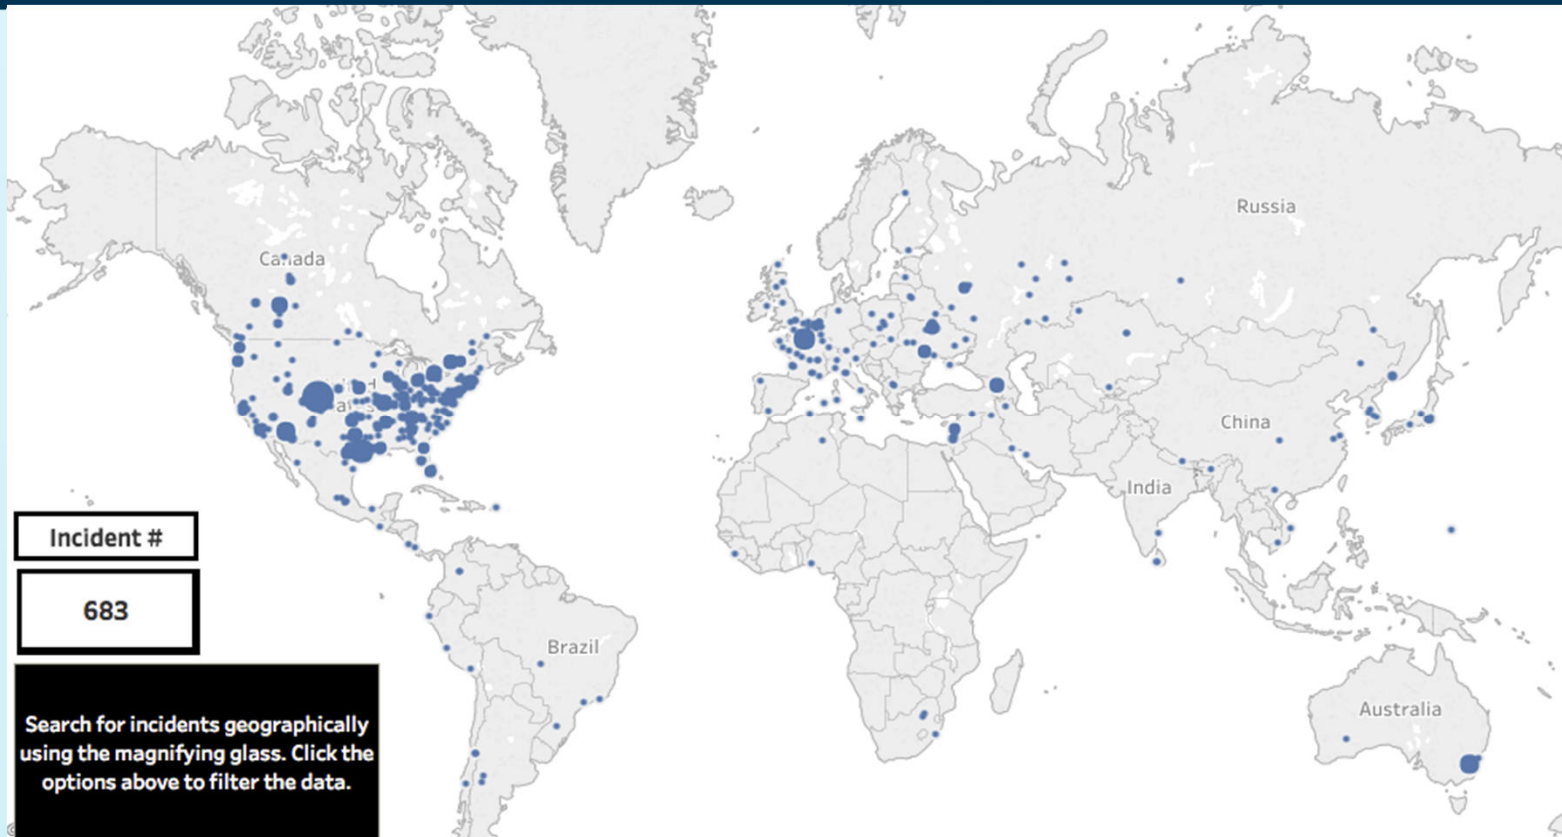 Russia
Canada
China
India
Incident #
683
Brazil
Australia
Search for incidents geographically
using the magnifying glass. Click the
options above to filter the data.